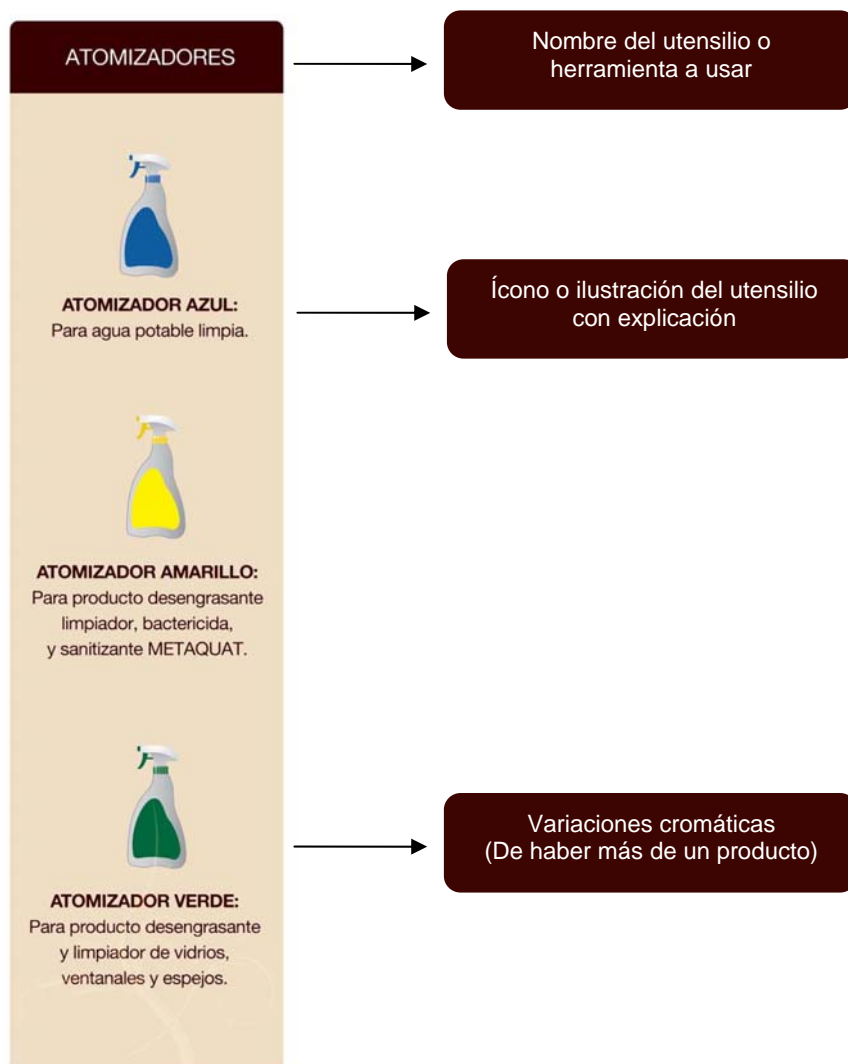 ATOMIZADORES
Nombre del utensilio o
herramienta a usar
ATOMIZADOR AZUL:
Para agua potable limpia.
Ícono o ilustración del utensilio
con explicación
ATOMIZADOR AMARILLO:
Para producto desengrasante
limpiador, bactericida,
y sanitizante METAQUAT.
Variaciones cromáticas
(De haber más de un producto)
ATOMIZADOR VERDE:
Para producto desengrasante
y limpiador de vidrios,
ventanales y espejos.